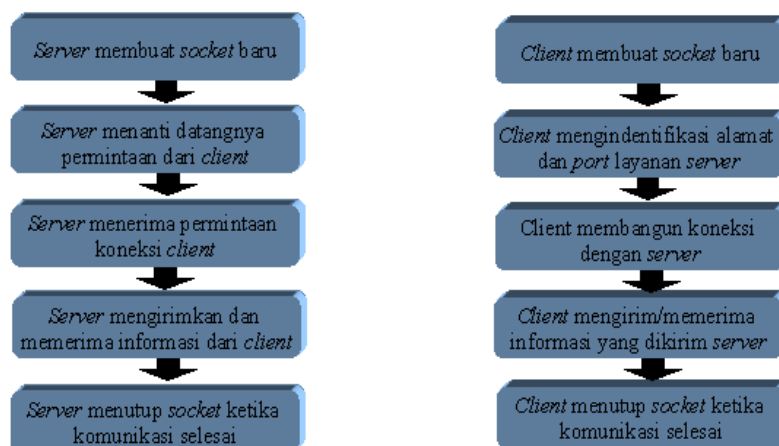 Server membuat socket baru
Server menanti datangnya
permintaan dari client
Server menerima permintaan
koneksi client
Server mengirimkan dan
memerima informasi dari client
Server menutup socket ketika
komunikasi selesai
Client membuat socket baru
Client mengindentifikasi alamat
dan port layanan server
Client membangun koneksi
dengan server
Client mengirim/memerima
informasi yang dikirim server
Client menutup socket ketika
komunikasi selesai